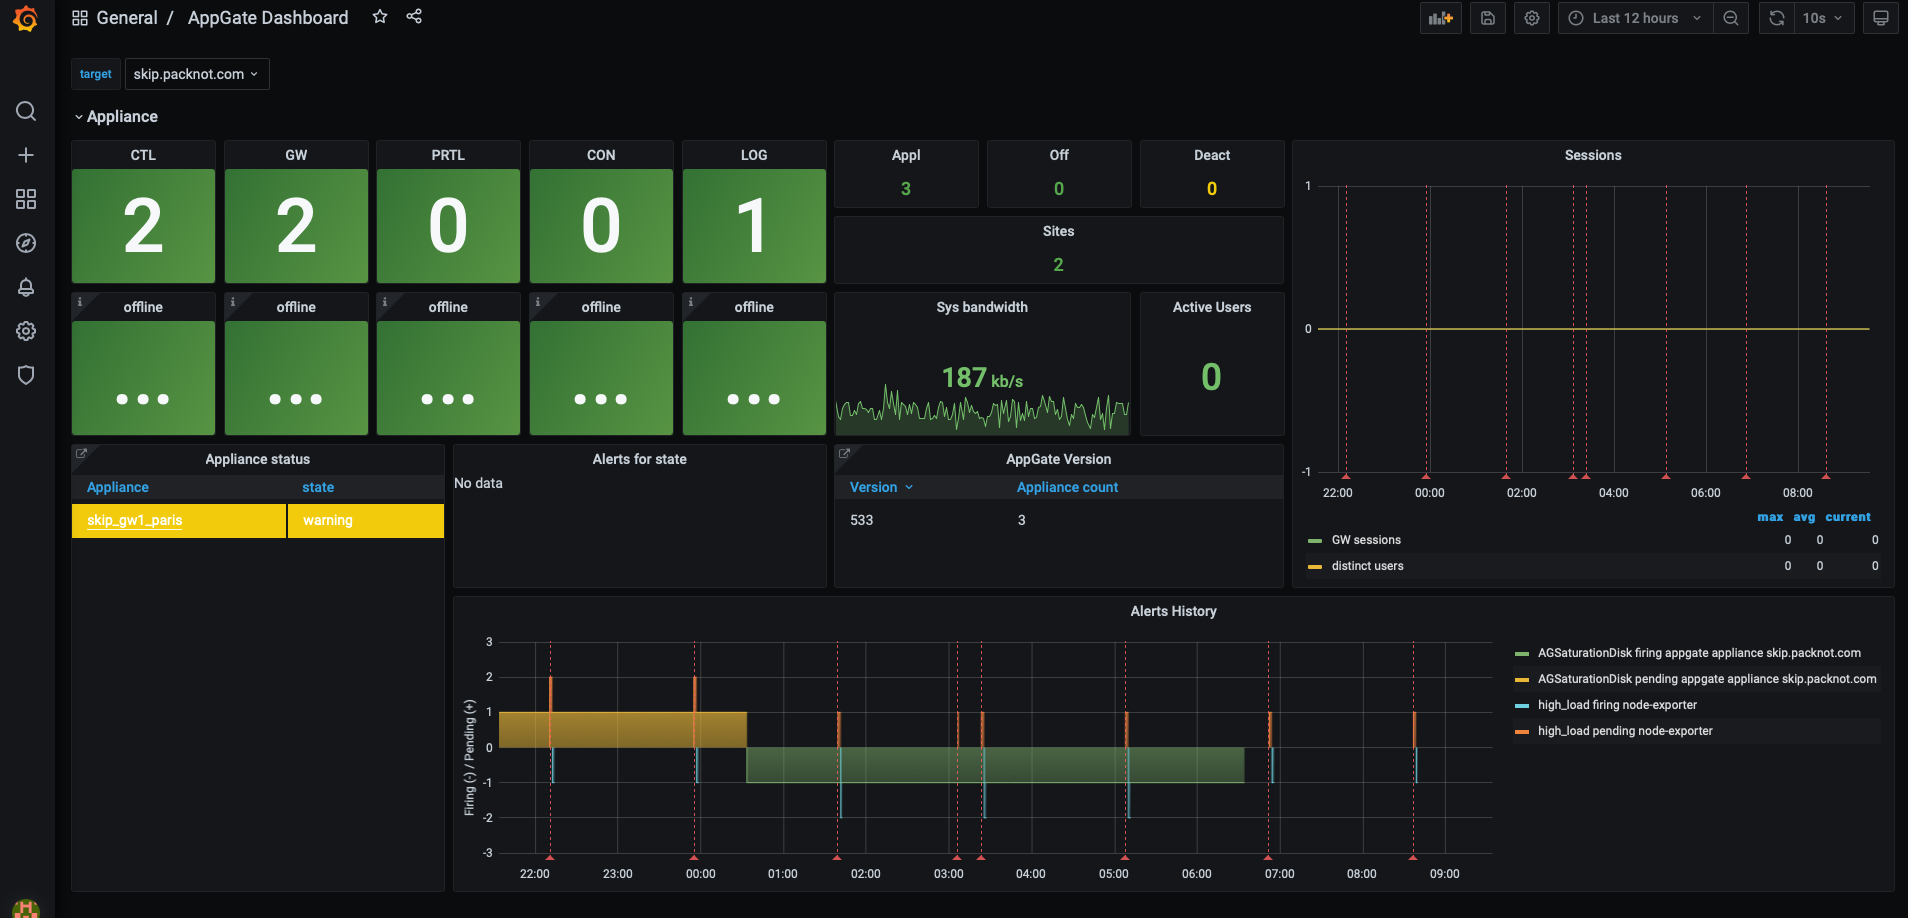 General / AppGate Dashboard
Last 12 hours
10s
target
skip.packnot.com
Appliance
CTL
2
GW
2
PRTL
0
CON
0
LOG
1
Appl
3
Off
0
Deact
0
Sites
2
Sessions
1
0
-1
22:00 00:00 02:00 04:00 06:00 08:00
max avg current
GW sessions 0 0 0
distinct users 0 0 0
i offline
...
i offline
...
i offline
...
i offline
...
i offline
...
Sys bandwidth
187 kb/s
Active Users
0
Appliance status
Appliance state
skip_gw1_paris warning
Alerts for state
No data
AppGate Version
Version Appliance count
533 3
Alerts History
Firing (-) / Pending (+)
3
2
1
0
-1
-2
-3
22:00 23:00 00:00 01:00 02:00 03:00 04:00 05:00 06:00 07:00 08:00 09:00
AGSaturationDisk firing appgate appliance skip.packnot.com
AGSaturationDisk pending appgate appliance skip.packnot.com
high_load firing node-exporter
high_load pending node-exporter